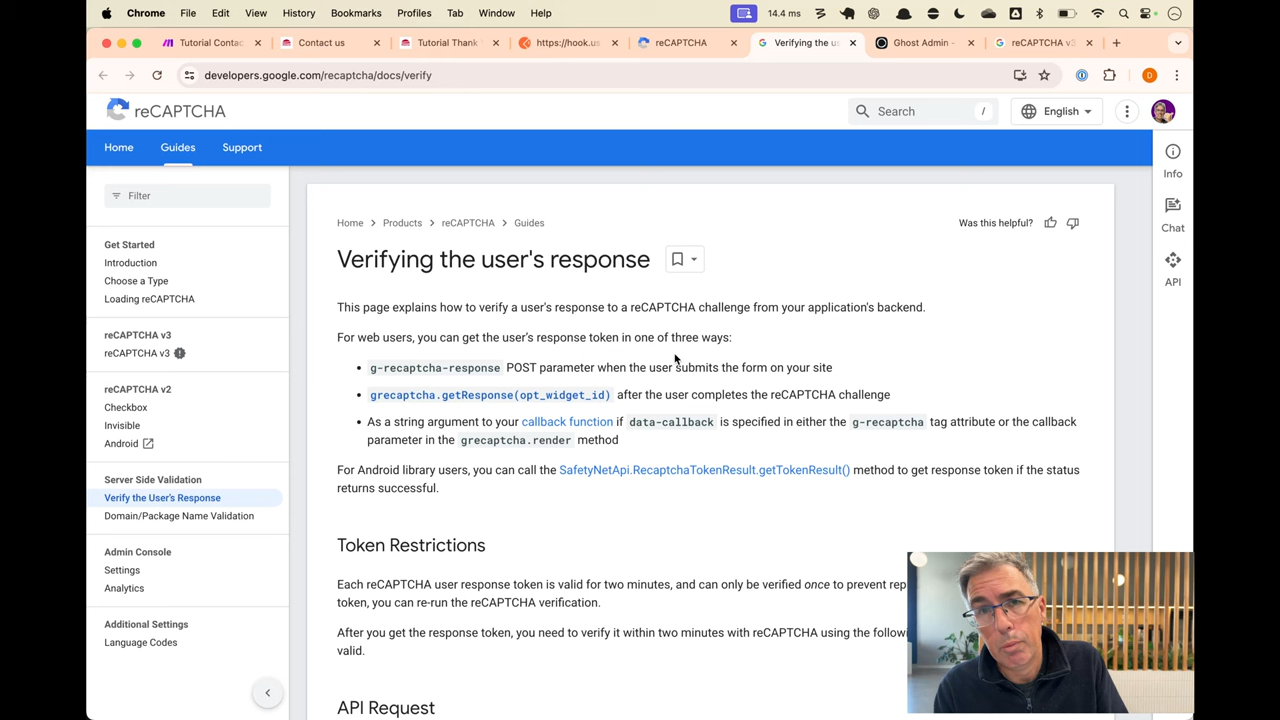 Chrome File Edit View History Bookmarks Profiles Tab Window Help 14.4 ms
Tutorial Contac Contact us Tutorial Thank https://hook.us. reCAPTCHA Verifying the us Ghost Admin - reCAPTCHA v3
developers.google.com/recaptcha/docs/verify D
reCAPTCHA Search / English
Home Guides Support
Info
Filter
Chat
API
Home > Products > reCAPTCHA > Guides Was this helpful?
Get Started
Introduction
Choose a Type
Loading reCAPTCHA
reCAPTCHA v3
reCAPTCHA v3
reCAPTCHA v2
Checkbox
Invisible
Android
Server Side Validation
Verify the User's Response
Domain/Package Name Validation
Admin Console
Settings
Analytics
Additional Settings
Language Codes
Verifying the user's response
This page explains how to verify a user's response to a reCAPTCHA challenge from your application's backend.
For web users, you can get the user's response token in one of three ways:
• g-recaptcha-response POST parameter when the user submits the form on your site
• grecaptcha.getResponse(opt_widget_id) after the user completes the reCAPTCHA challenge
• As a string argument to your callback function if data-callback is specified in either the g-recaptcha tag attribute or the callback
parameter in the grecaptcha.render method
For Android library users, you can call the SafetyNetApi.RecaptchaTokenResult.getTokenResult() method to get response token if the status
returns successful.
Token Restrictions
Each reCAPTCHA user response token is valid for two minutes, and can only be verified once to prevent rep
token, you can re-run the reCAPTCHA verification.
After you get the response token, you need to verify it within two minutes with reCAPTCHA using the followi
valid.
API Request